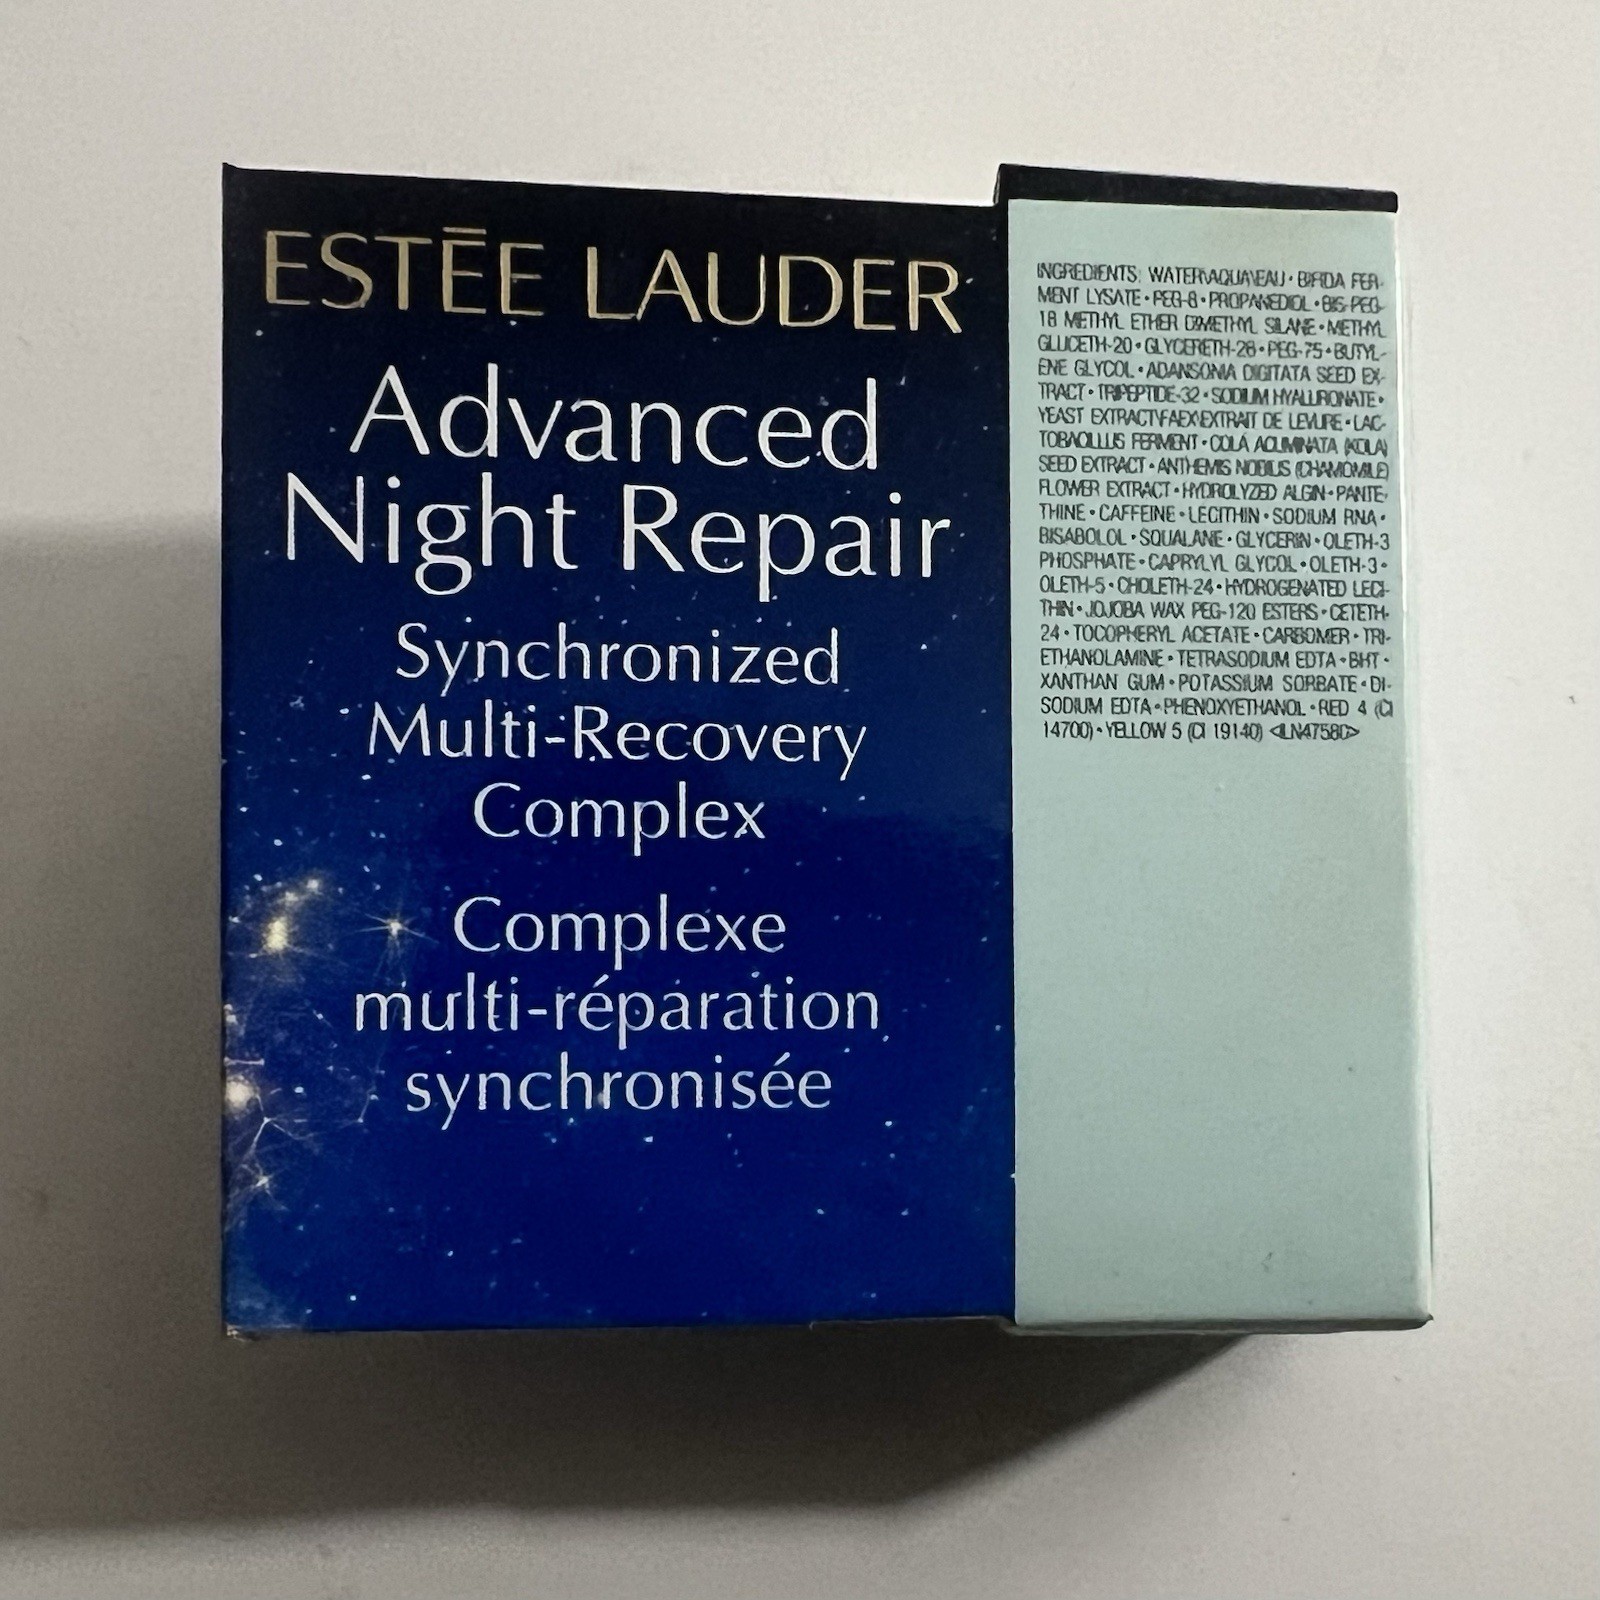 ESTĒE LAUDER
Advanced
Night Repair
Synchronized
Multi-Recovery
Complex
Complexe
multi-réparation
synchronisée
INGREDIENTS: WATER\AQUA\EAU • BIFIDA FER-
MENT LYSATE • PEG-8 • PROPANEDIOL • BIS-PEG-
18 METHYL ETHER DIMETHYL SILANE • METHYL
GLUCETH-20 • GLYCERETH-26 • PEG-75 • BUTYL-
ENE GLYCOL • ADANSONIA DIGITATA SEED EX-
TRACT • TRIPEPTIDE-32 • SODIUM HYALURONATE •
YEAST EXTRACT\FAEX\EXTRAIT DE LEVURE • LAC-
TOBACILLUS FERMENT • COLA ACUMINATA (KOLA)
SEED EXTRACT • ANTHEMIS NOBILIS (CHAMOMILE)
FLOWER EXTRACT • HYDROLYZED ALGIN • PANTE-
THINE • CAFFEINE • LECITHIN • SODIUM RNA •
BISABOLOL • SQUALANE • GLYCERIN • OLETH-3
PHOSPHATE • CAPRYLYL GLYCOL • OLETH-3 •
OLETH-5 • CHOLETH-24 • HYDROGENATED LECI-
THIN • JOJOBA WAX PEG-120 ESTERS • CETETH-
24 • TOCOPHERYL ACETATE • CARBOMER • TRI-
ETHANOLAMINE • TETRASODIUM EDTA • BHT •
XANTHAN GUM • POTASSIUM SORBATE • DI-
SODIUM EDTA • PHENOXYETHANOL • RED 4 (CI
14700) • YELLOW 5 (CI 19140) <ILN47580>